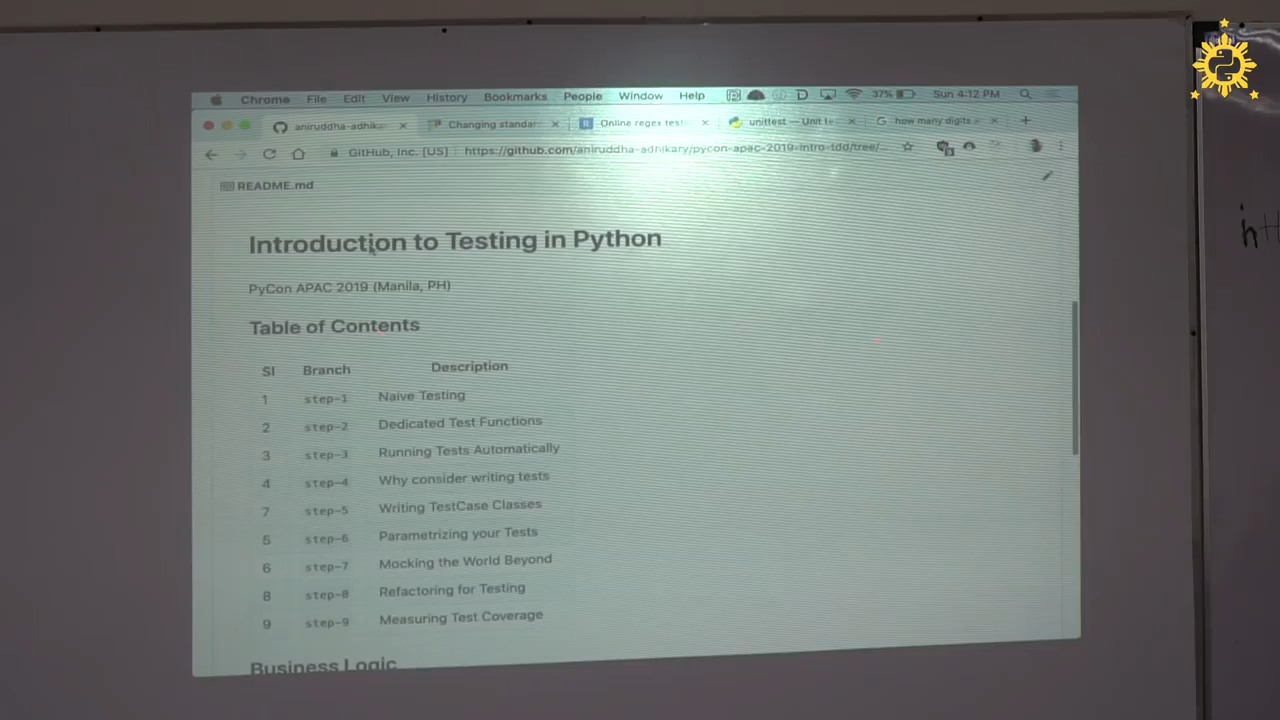 Chrome File Edit View History Bookmarks People Window Help 37% Sun 4:12 PM
aniruddha-adhika Changing standar Online regex test unittest — Unit te how many digits
GitHub, Inc. [US] https://github.com/aniruddha-adhikary/pycon-apac-2019-intro-tdd/tree/...
README.md
Introduction to Testing in Python
PyCon APAC 2019 (Manila, PH)
Table of Contents
Sl Branch Description
1 step-1 Naive Testing
2 step-2 Dedicated Test Functions
3 step-3 Running Tests Automatically
4 step-4 Why consider writing tests
7 step-5 Writing TestCase Classes
5 step-6 Parametrizing your Tests
6 step-7 Mocking the World Beyond
8 step-8 Refactoring for Testing
9 step-9 Measuring Test Coverage
Business Logic